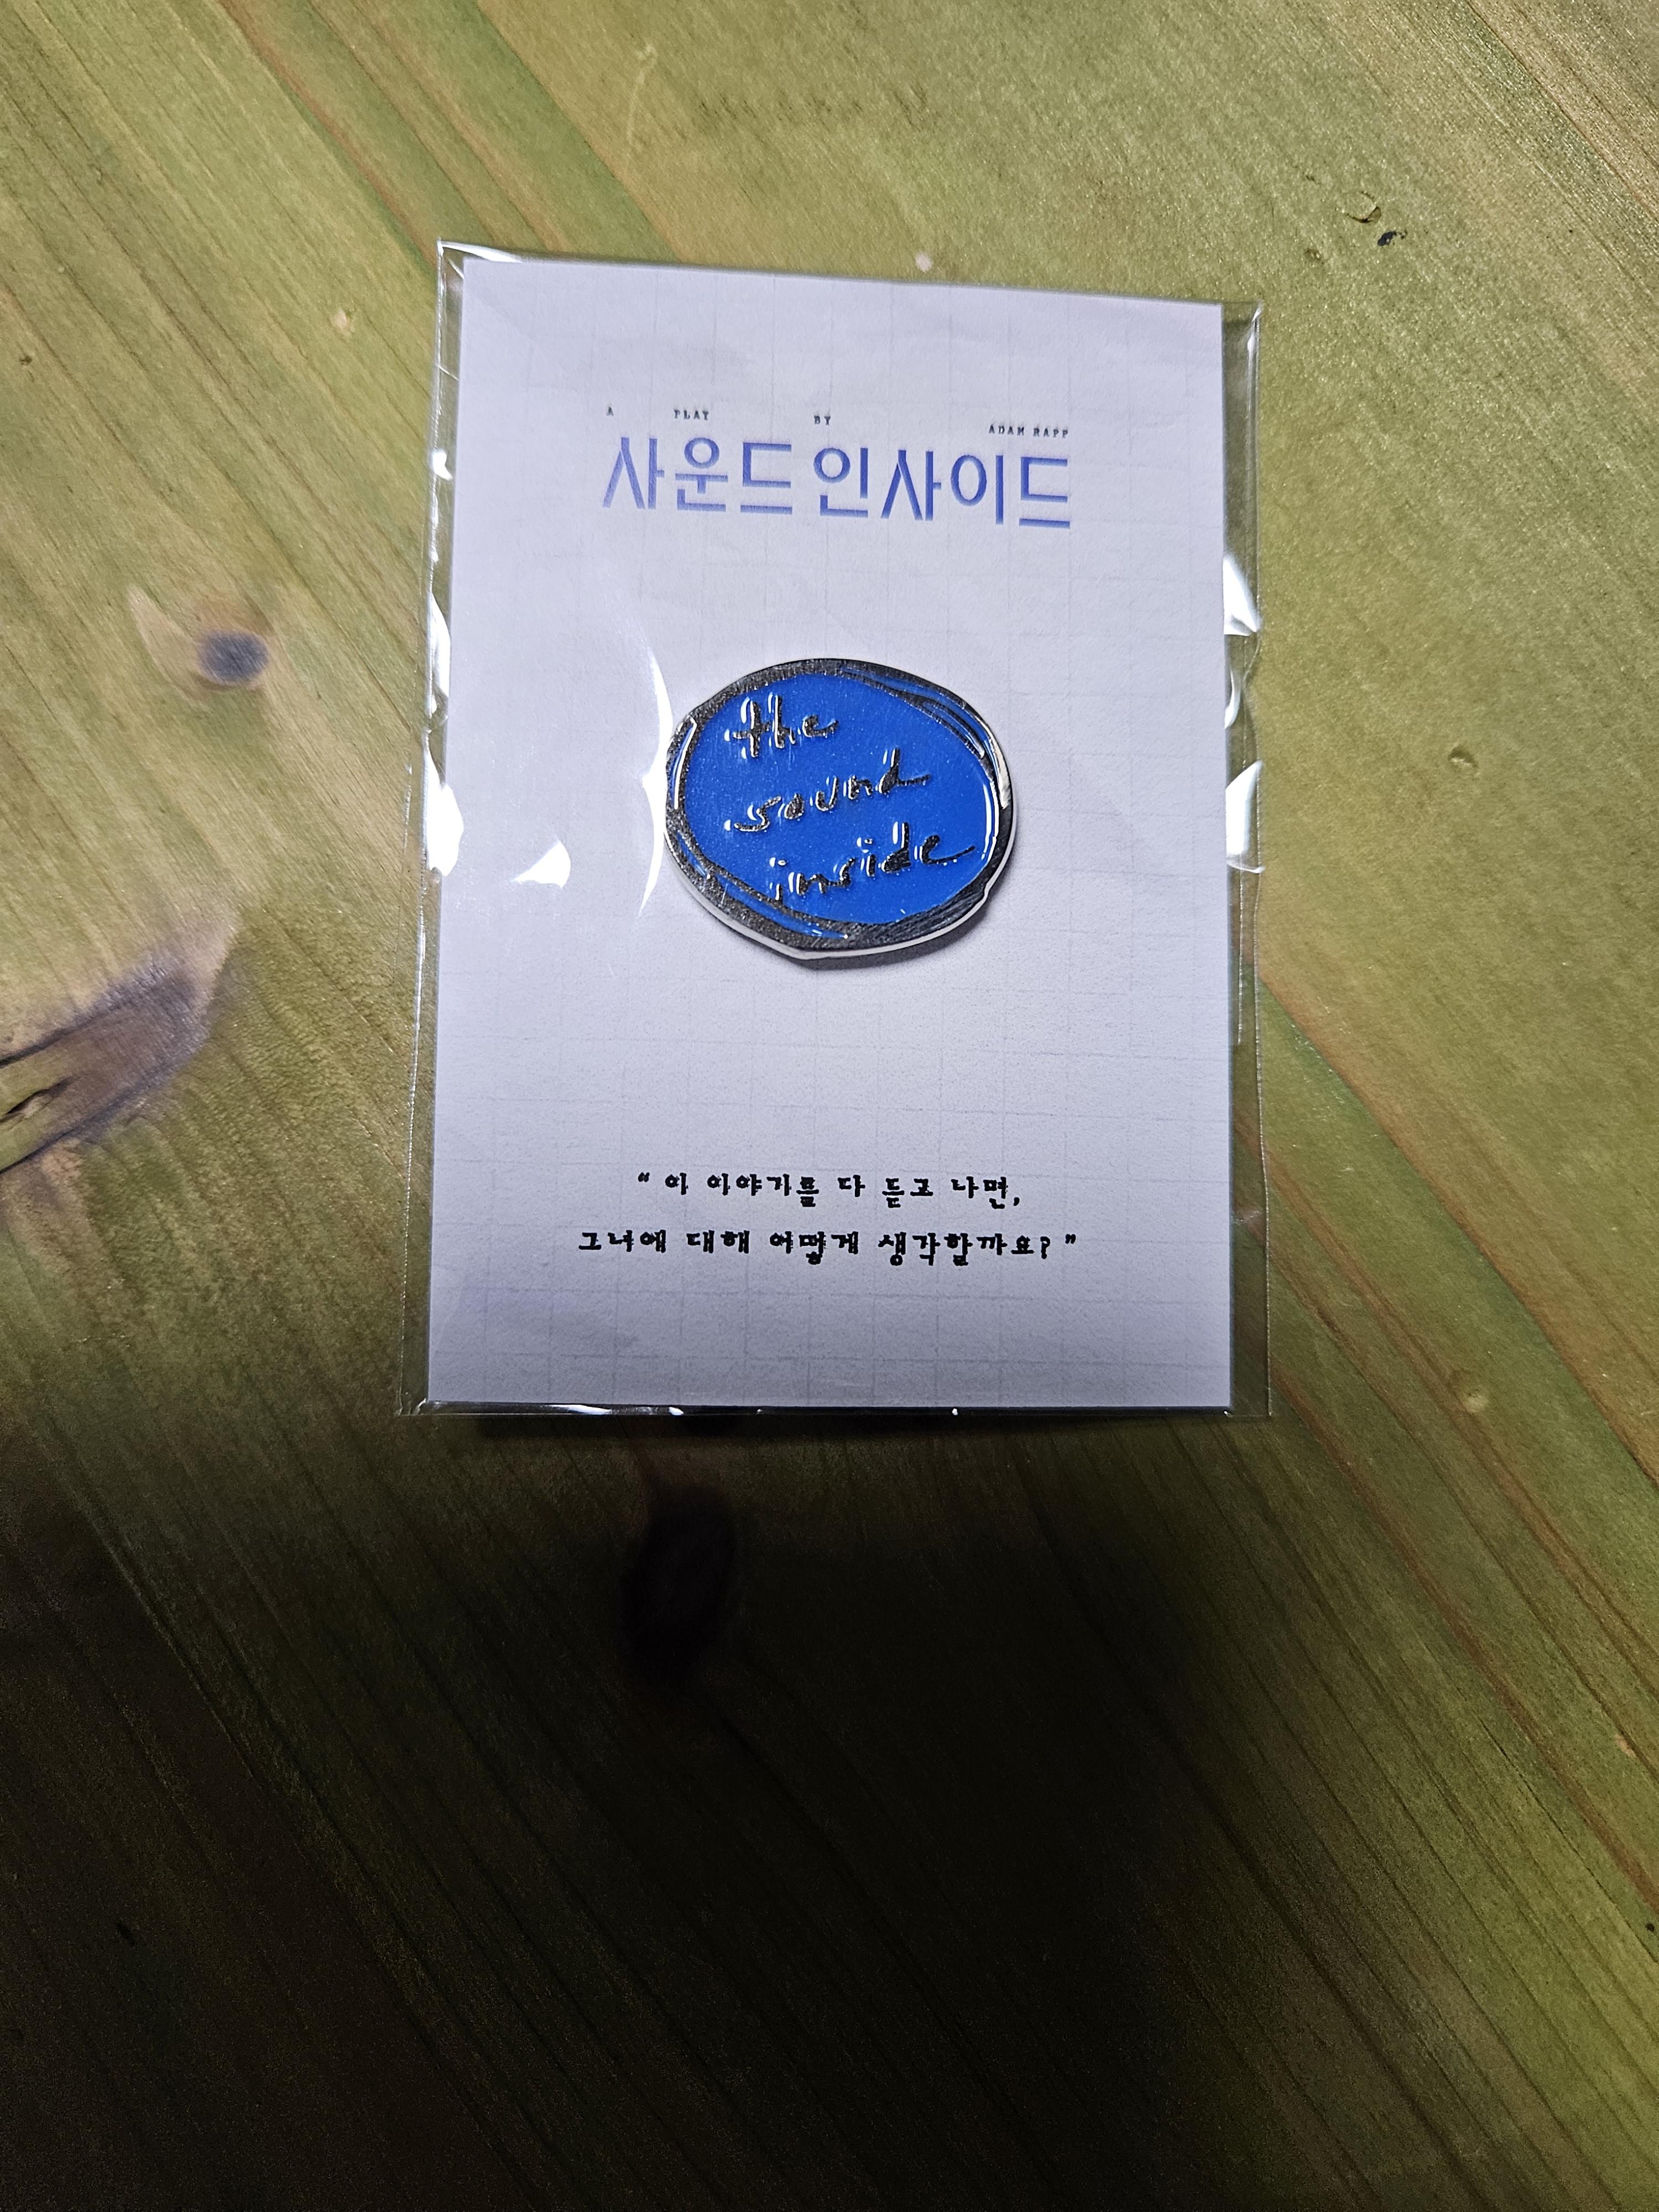 A PLAY BY ADAM RAPP
사운드 인사이드
the
sound
inside
“ 이 이야기를 다 듣고 나면,
그녀에 대해 어떻게 생각할까요? ”